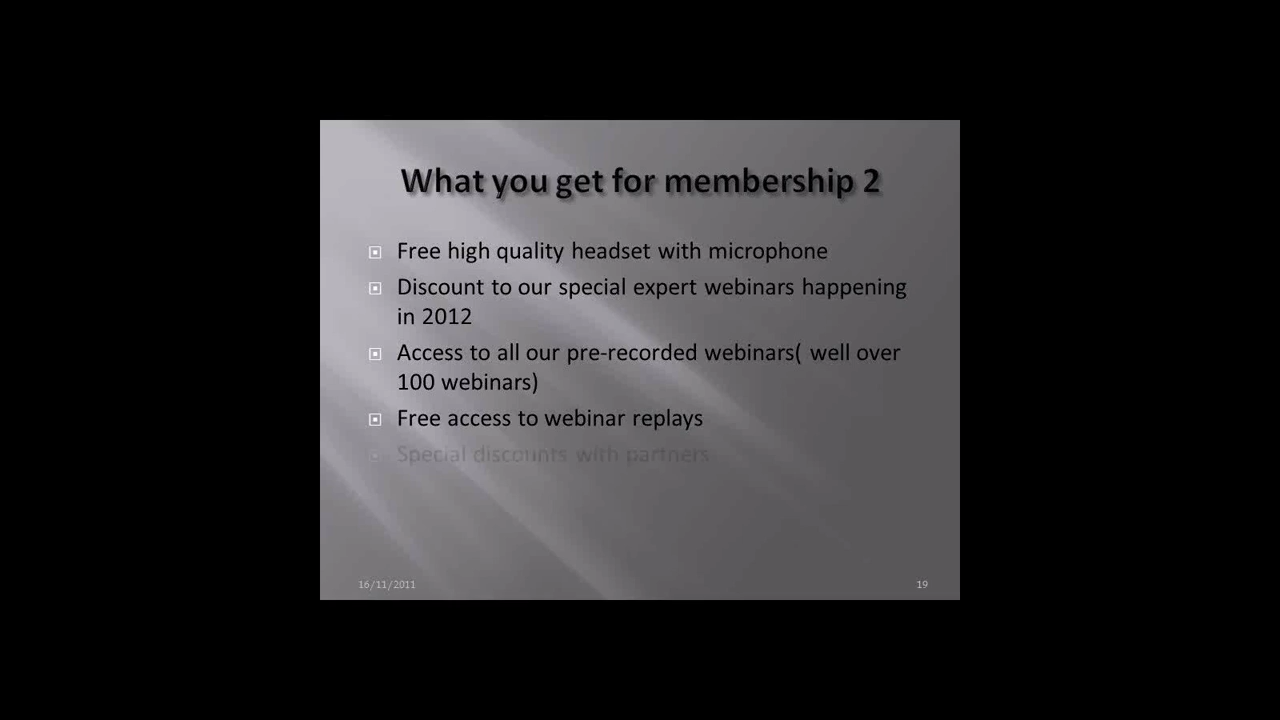 What you get for membership 2
Free high quality headset with microphone
Discount to our special expert webinars happening
in 2012
Access to all our pre-recorded webinars( well over
100 webinars)
Free access to webinar replays
Special discounts with partners
16/11/2011
19